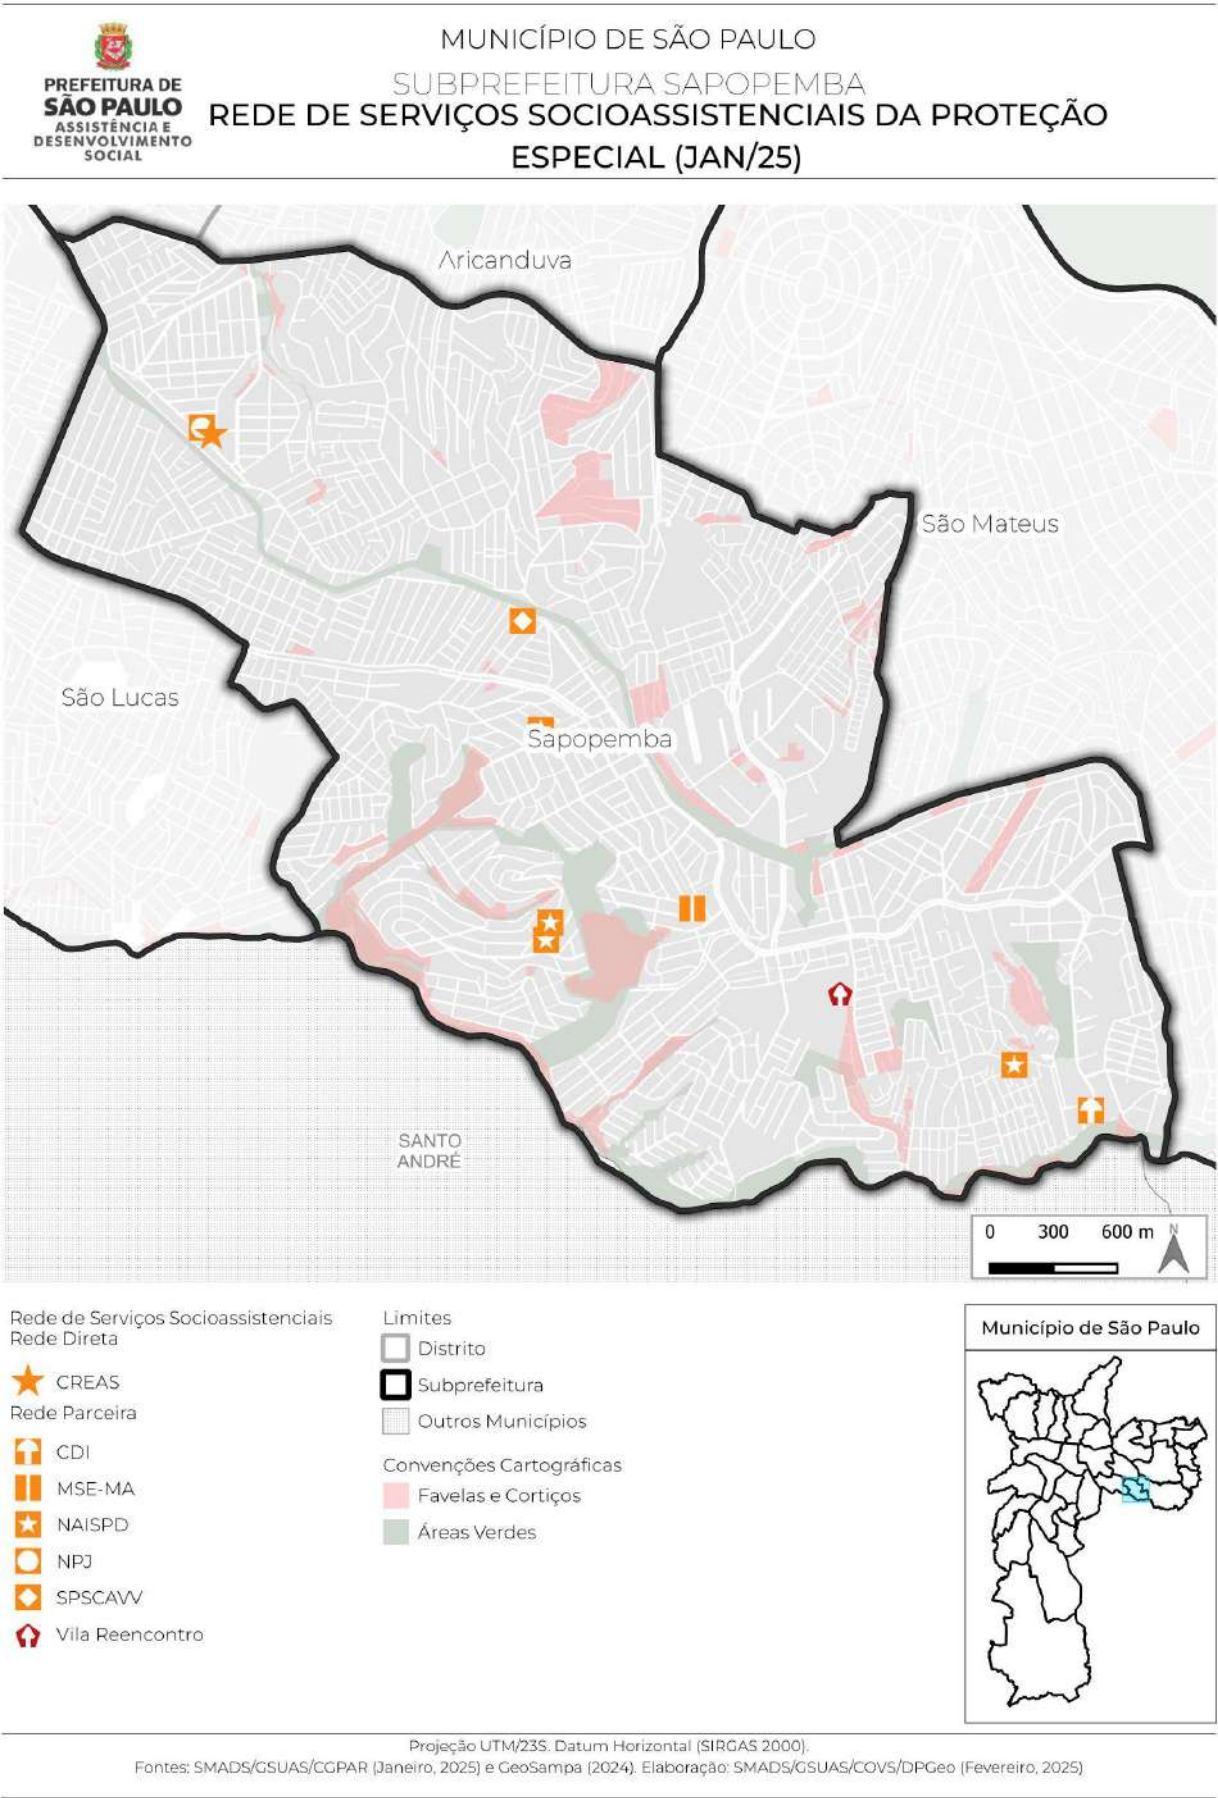 PREFEITURA DE
SÃO PAULO
ASSISTÊNCIA E
DESENVOLVIMENTO
SOCIAL
MUNICÍPIO DE SÃO PAULO
SUBPREFEITURA SAPOPEMBA
REDE DE SERVIÇOS SOCIOASSISTENCIAIS DA PROTEÇÃO
ESPECIAL (JAN/25)
Aricanduva
São Mateus
São Lucas
Sapopemba
SANTO
ANDRÉ
0 300 600 m N
Rede de Serviços Socioassistenciais
Rede Direta
CREAS
Rede Parceira
CDI
MSE-MA
NAISPD
NPJ
SPSCAVV
Vila Reencontro
Limites
Distrito
Subprefeitura
Outros Municípios
Convenções Cartográficas
Favelas e Cortiços
Áreas Verdes
Município de São Paulo
Projeção UTM/23S. Datum Horizontal (SIRGAS 2000).
Fontes: SMADS/GSUAS/CGPAR (Janeiro, 2025) e GeoSampa (2024). Elaboração: SMADS/GSUAS/COVS/DPGeo (Fevereiro, 2025)